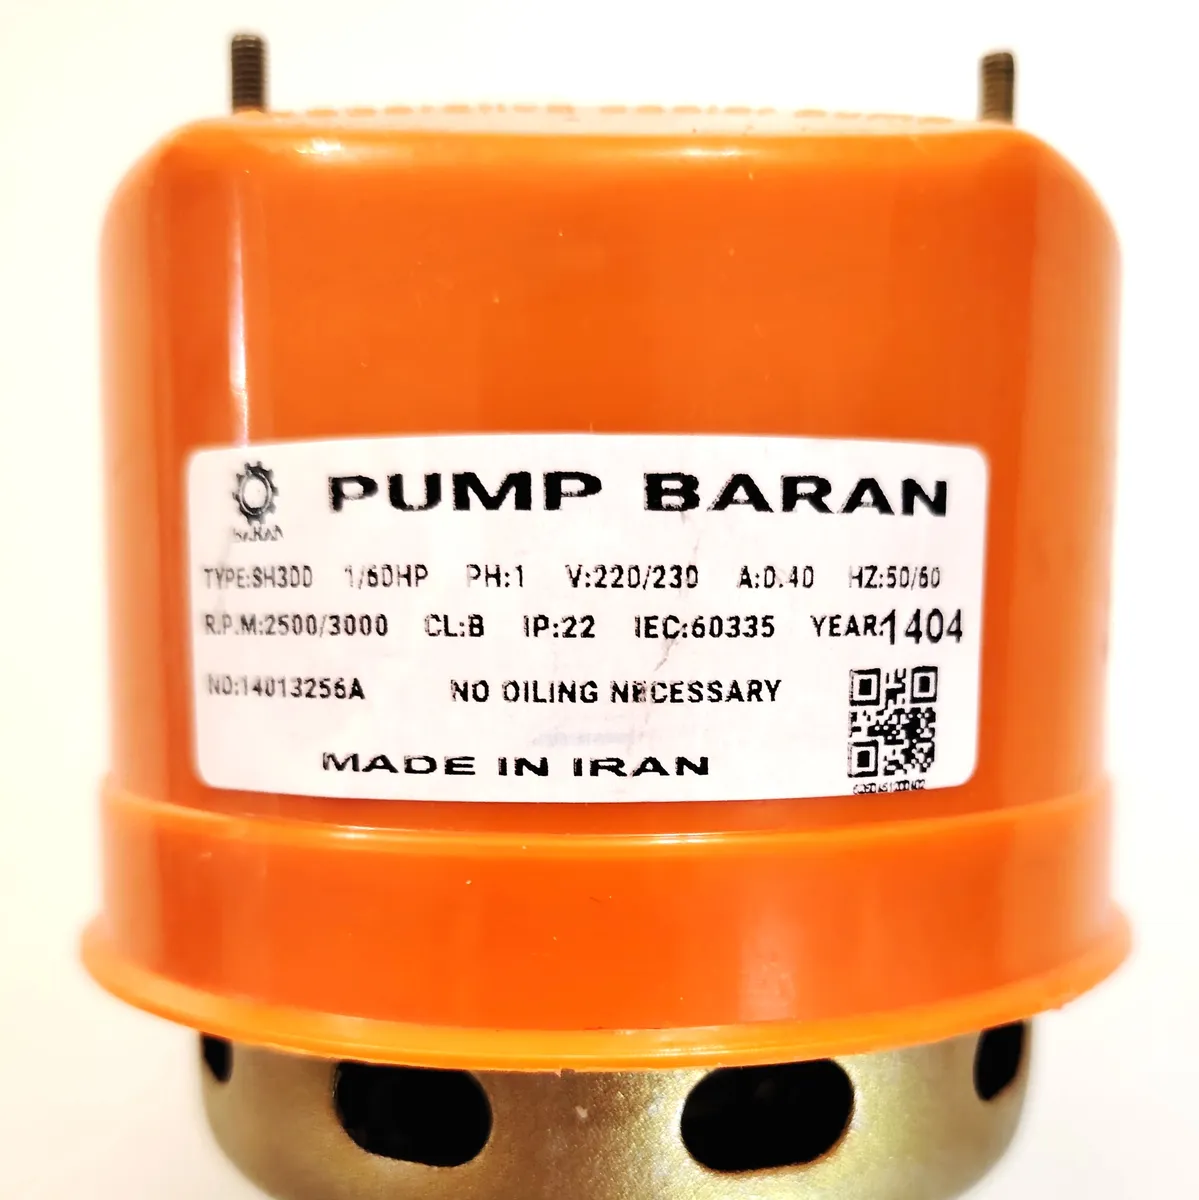 BARAN
PUMP BARAN
TYPE:SH300 1/60HP PH:1 V:220/230 A:0.40 HZ:50/60
R.P.M:2500/3000 CL:B IP:22 IEC:60335 YEAR:1404
NO:14013256A NO OILING NECESSARY
MADE IN IRAN